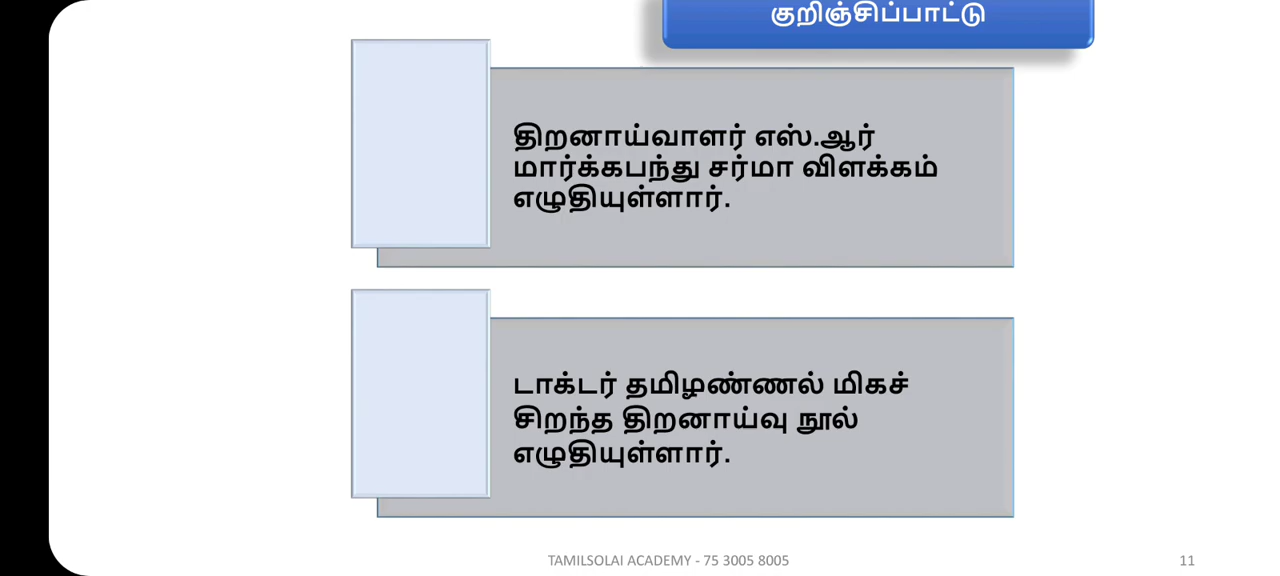 குறிஞ்சிப்பாட்டு
திறனாய்வாளர் எஸ்.ஆர்
மார்க்கபந்து சர்மா விளக்கம்
எழுதியுள்ளார்.
டாக்டர் தமிழண்ணல் மிகச்
சிறந்த திறனாய்வு நூல்
எழுதியுள்ளார்.
TAMILSOLAI ACADEMY - 75 3005 8005
11